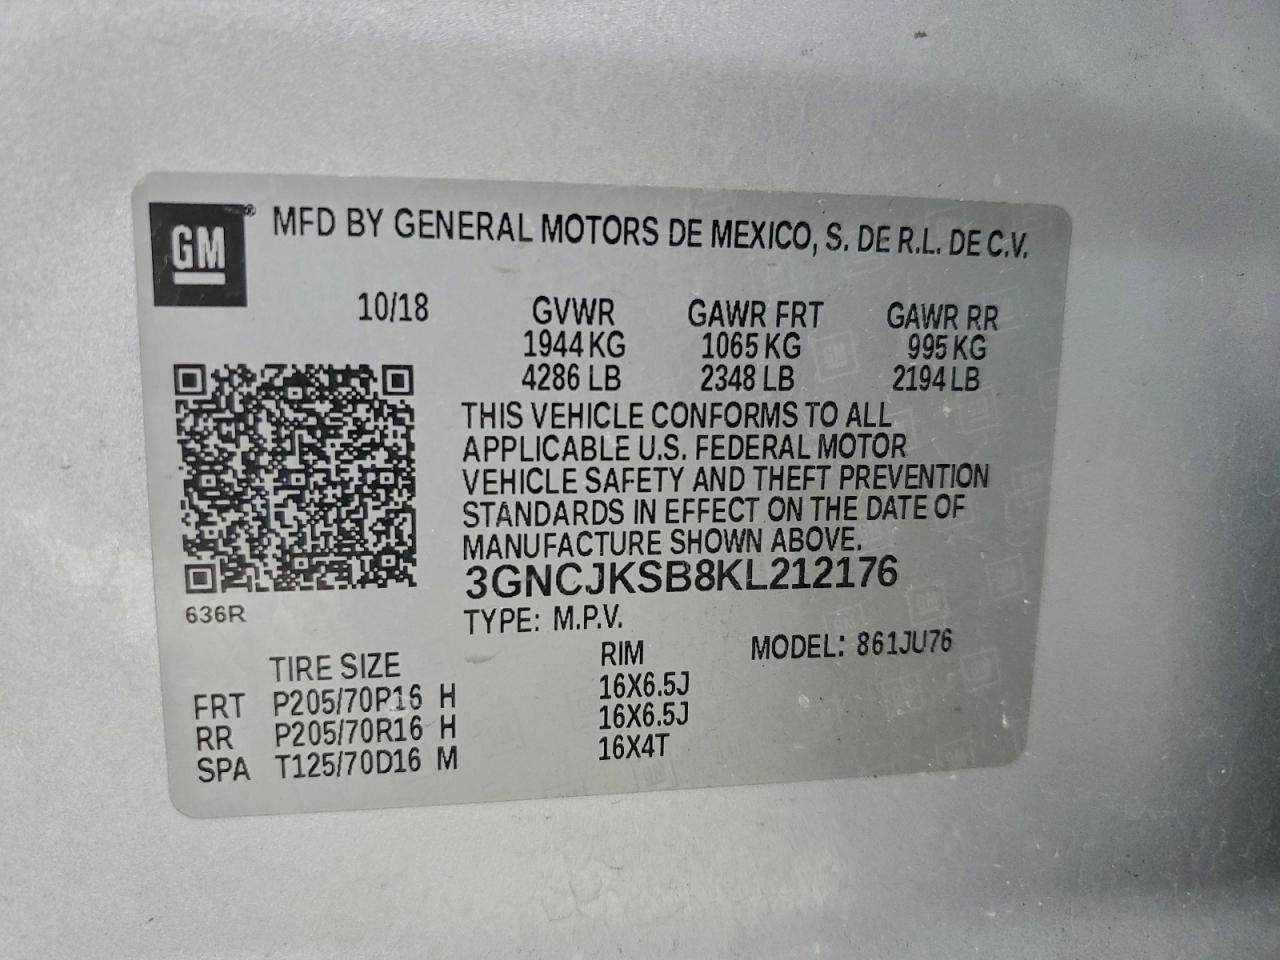 GM® MFD BY GENERAL MOTORS DE MEXICO, S. DE R.L. DE C.V.
10/18 GVWR GAWR FRT GAWR RR
1944 KG 1065 KG 995 KG
4286 LB 2348 LB 2194 LB
THIS VEHICLE CONFORMS TO ALL
APPLICABLE U.S. FEDERAL MOTOR
VEHICLE SAFETY AND THEFT PREVENTION
STANDARDS IN EFFECT ON THE DATE OF
MANUFACTURE SHOWN ABOVE.
3GNCJKSB8KL212176
636R
TYPE: M.P.V.
TIRE SIZE RIM MODEL: 861JU76
FRT P205/70R16 H 16X6.5J
RR P205/70R16 H 16X6.5J
SPA T125/70D16 M 16X4T